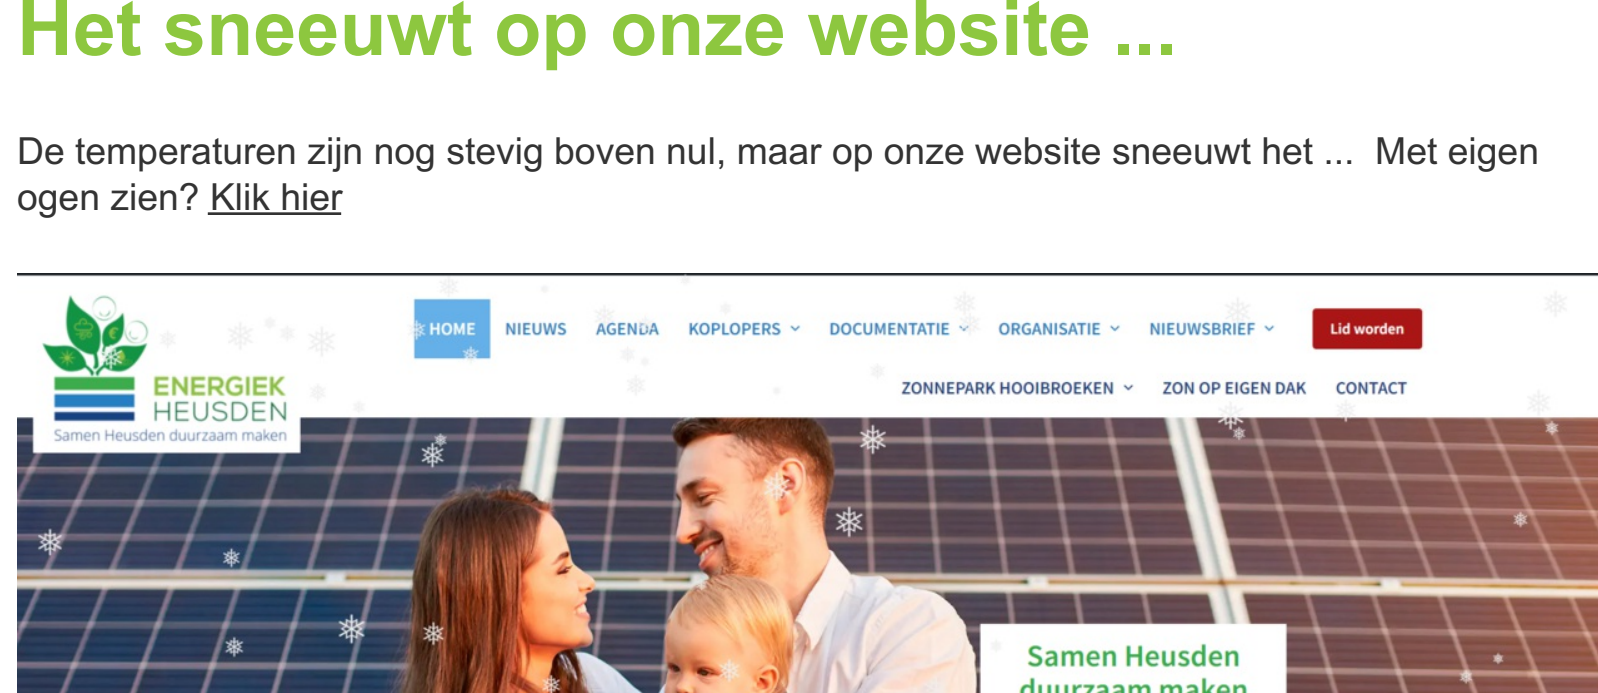 Het sneeuwt op onze website ...
De temperaturen zijn nog stevig boven nul, maar op onze website sneeuwt het ...  Met eigen
ogen zien? Klik hier
HOME NIEUWS AGENDA KOPLOPERS DOCUMENTATIE ORGANISATIE NIEUWSBRIEF Lid worden
ZONNEPARK HOOIBROEKEN ZON OP EIGEN DAK CONTACT
ENERGIEK
HEUSDEN
Samen Heusden duurzaam maken
Samen Heusden
duurzaam maken